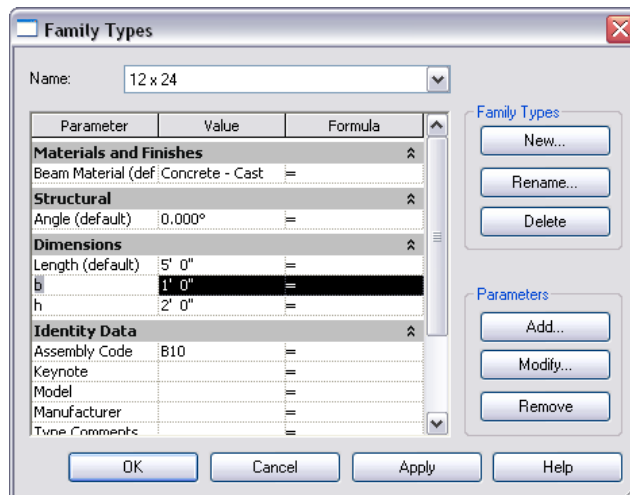 Family Types
Name: 12 x 24
Parameter Value Formula
Materials and Finishes
Beam Material (def Concrete - Cast =
Structural
Angle (default) 0.000° =
Dimensions
Length (default) 5' 0" =
b 1' 0" =
h 2' 0" =
Identity Data
Assembly Code B10 =
Keynote =
Model =
Manufacturer =
Type Comments =
Family Types
New...
Rename...
Delete
Parameters
Add...
Modify...
Remove
OK Cancel Apply Help